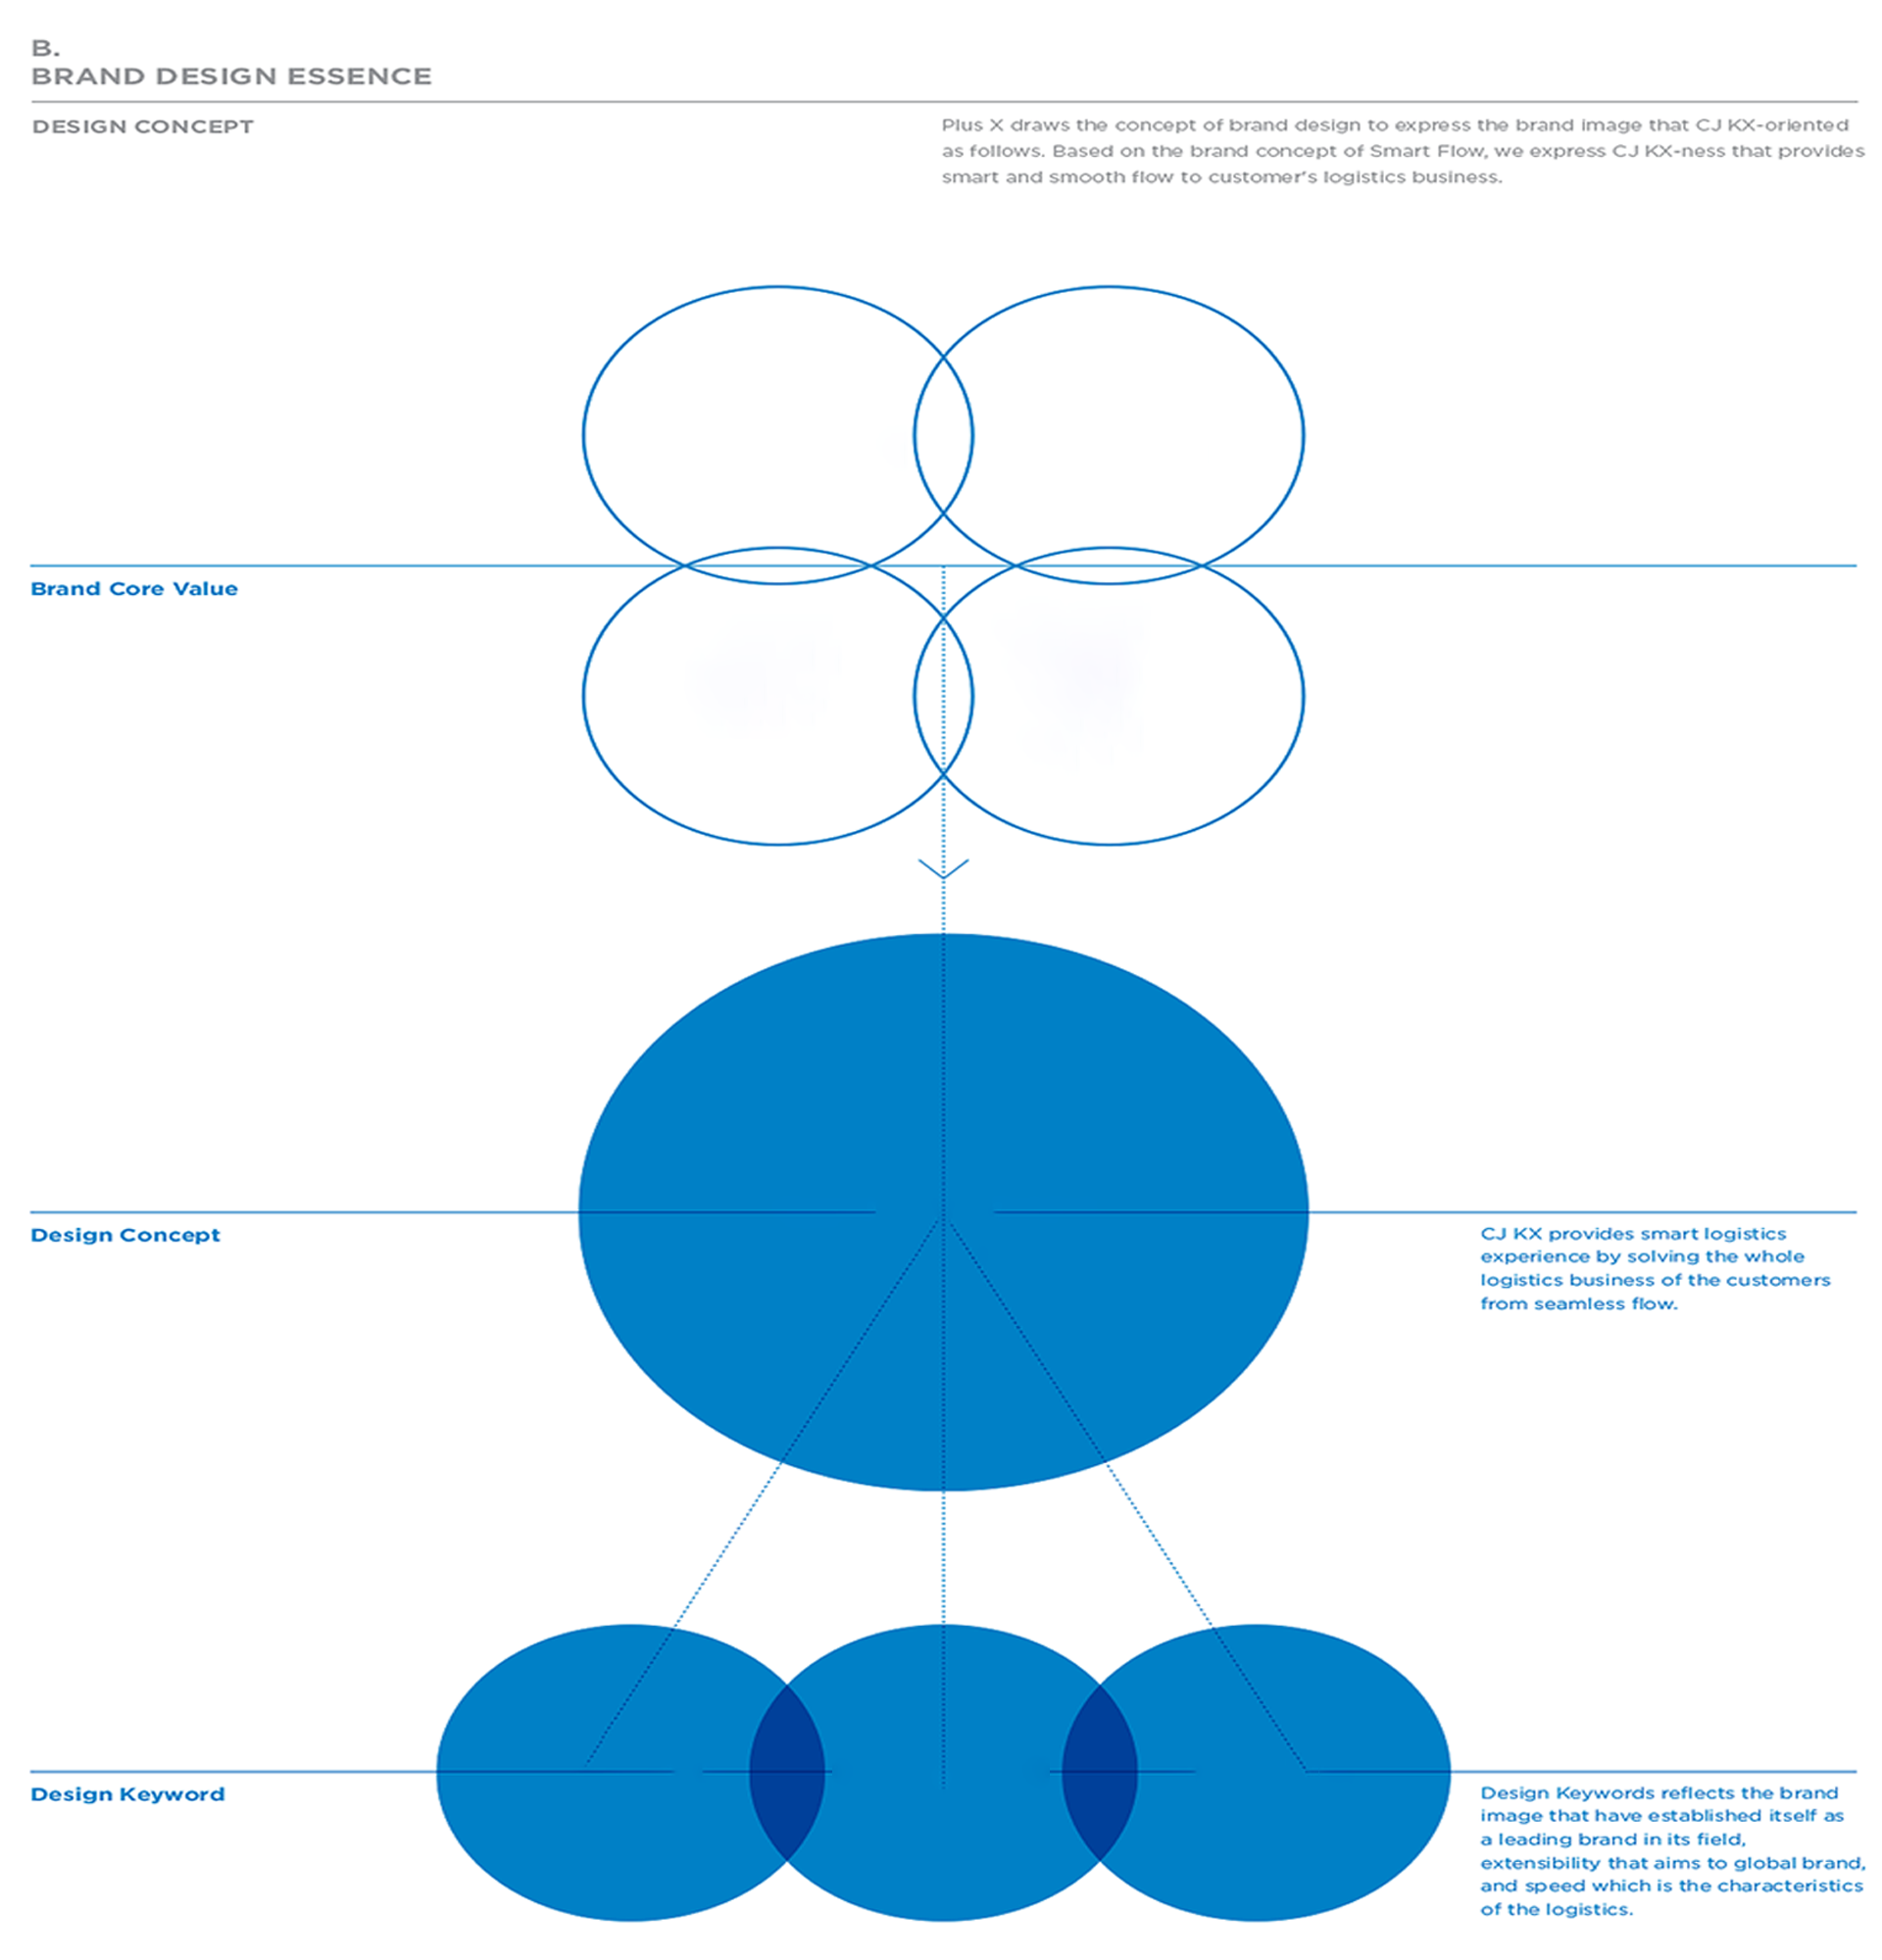 B.
BRAND DESIGN ESSENCE
DESIGN CONCEPT
Plus X draws the concept of brand design to express the brand image that CJ KX-oriented
as follows. Based on the brand concept of Smart Flow, we express CJ KX-ness that provides
smart and smooth flow to customer's logistics business.
Brand Core Value
Design Concept
CJ KX provides smart logistics
experience by solving the whole
logistics business of the customers
from seamless flow.
Design Keyword
Design Keywords reflects the brand
image that have established itself as
a leading brand in its field,
extensibility that aims to global brand,
and speed which is the characteristics
of the logistics.